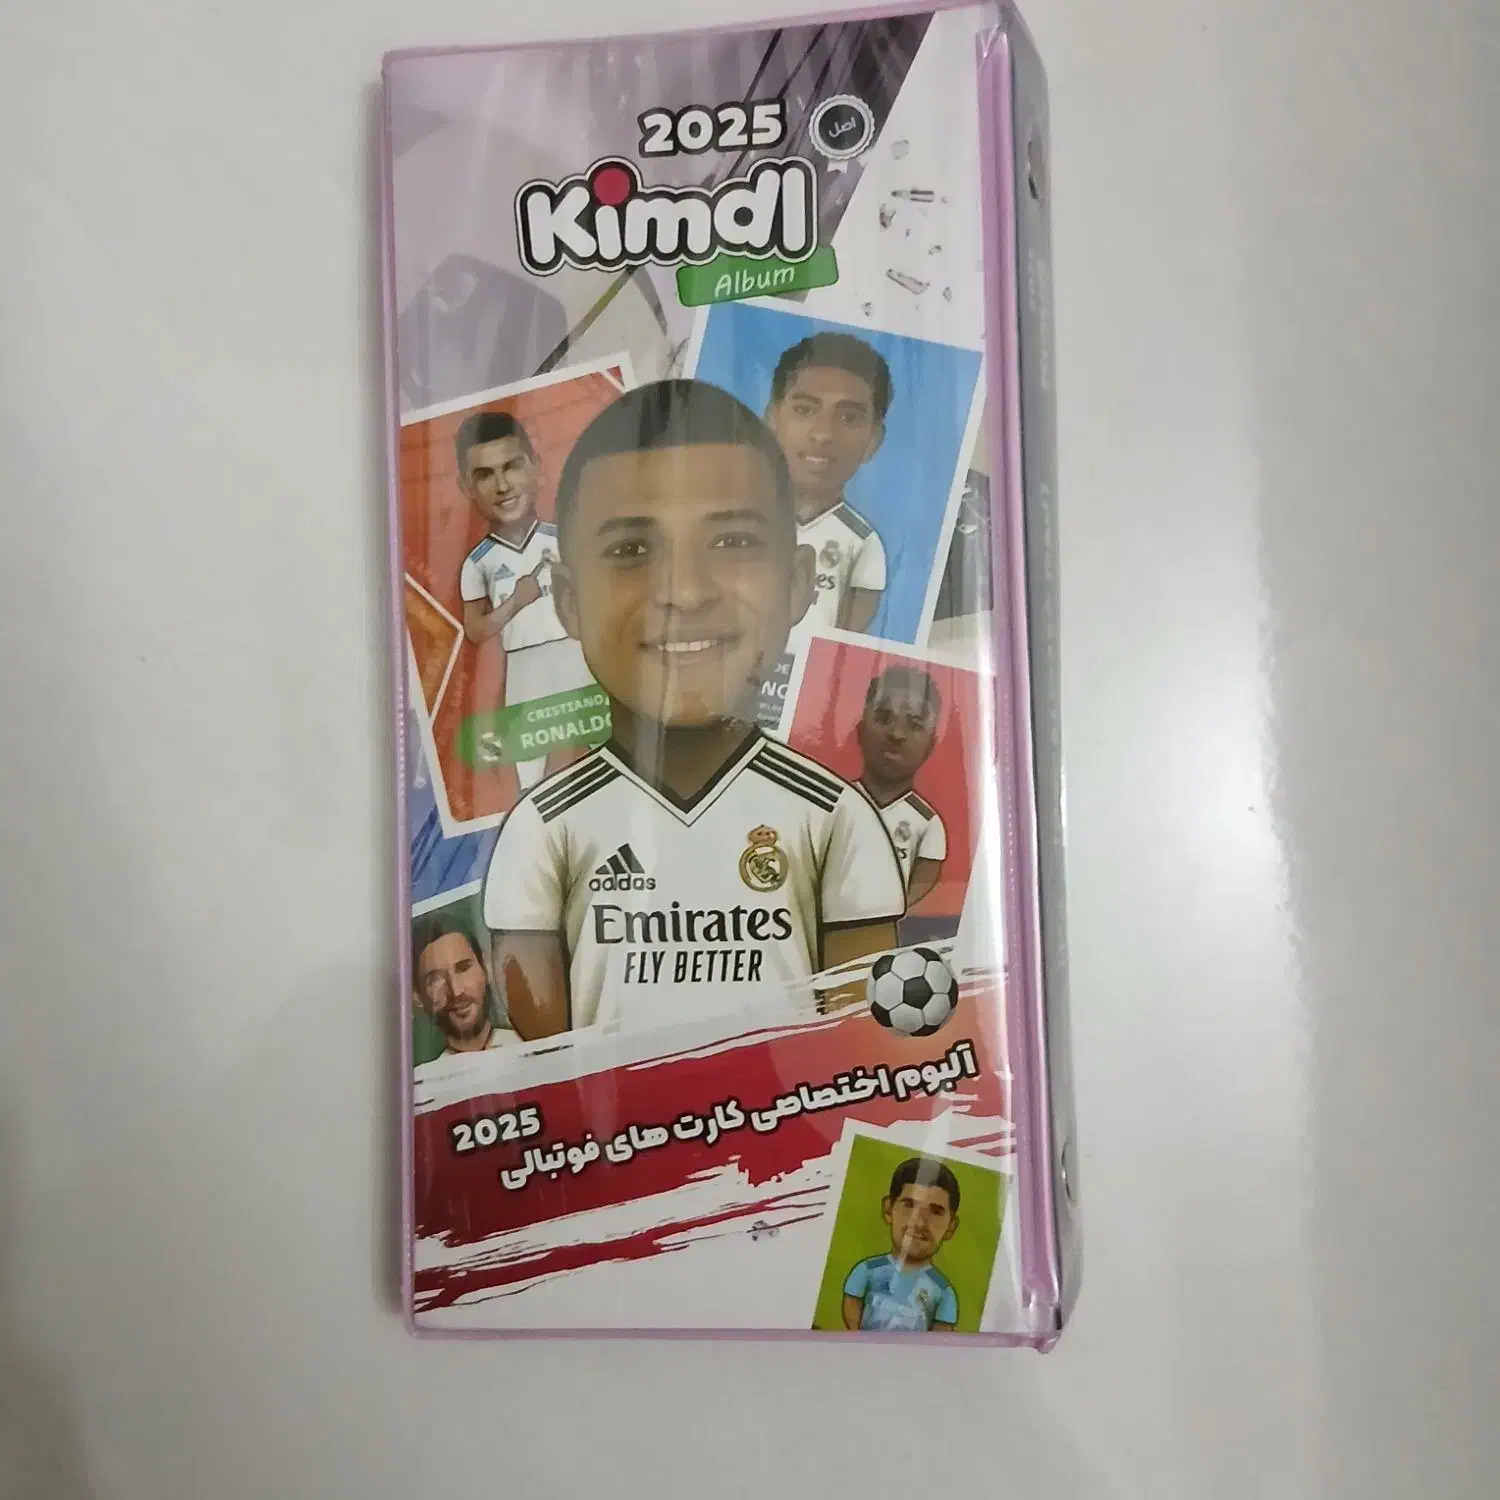 2025
اصل
Kimdl
Album
CRISTIANO
RONALDO
adidas
Emirates
FLY BETTER
آلبوم اختصاصی کارت های فوتبالی
2025